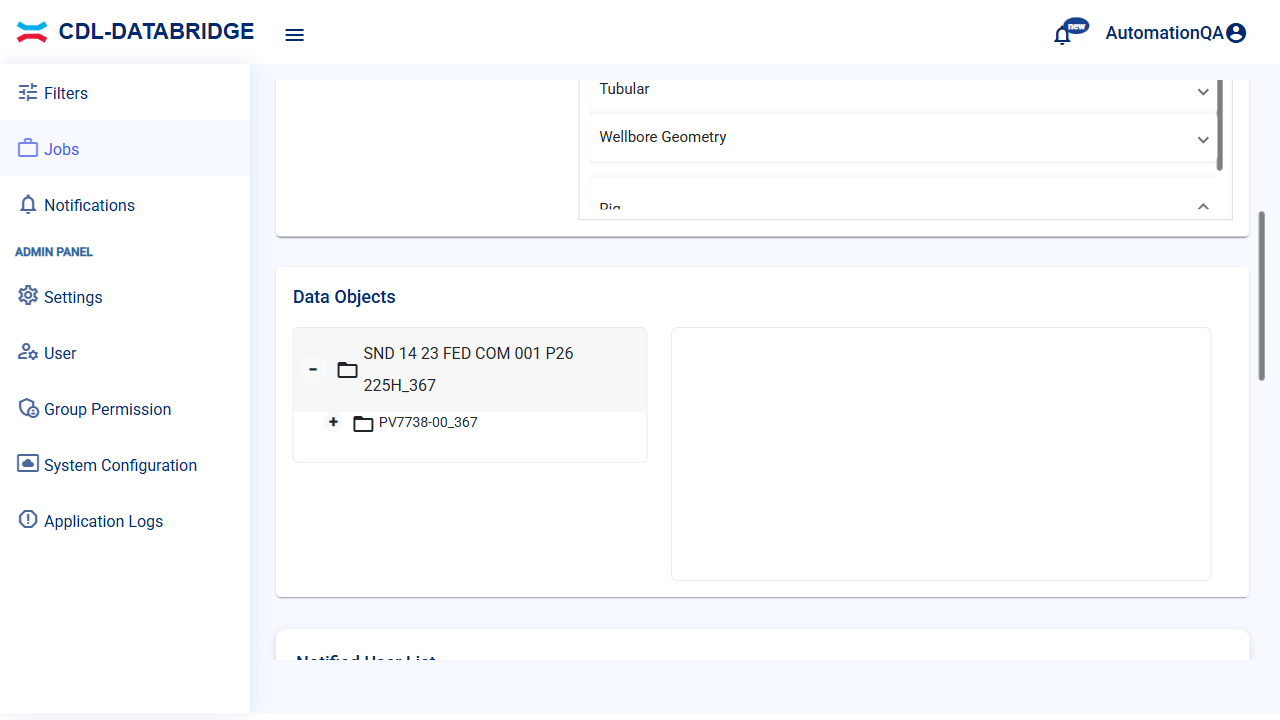 CDL-DATABRIDGE
new
AutomationQA
Filters
Jobs
Notifications
ADMIN PANEL
Settings
User
Group Permission
System Configuration
Application Logs
Tubular
Wellbore Geometry
Rig
Data Objects
SND 14 23 FED COM 001 P26
225H_367
PV7738-00_367
Notified User List